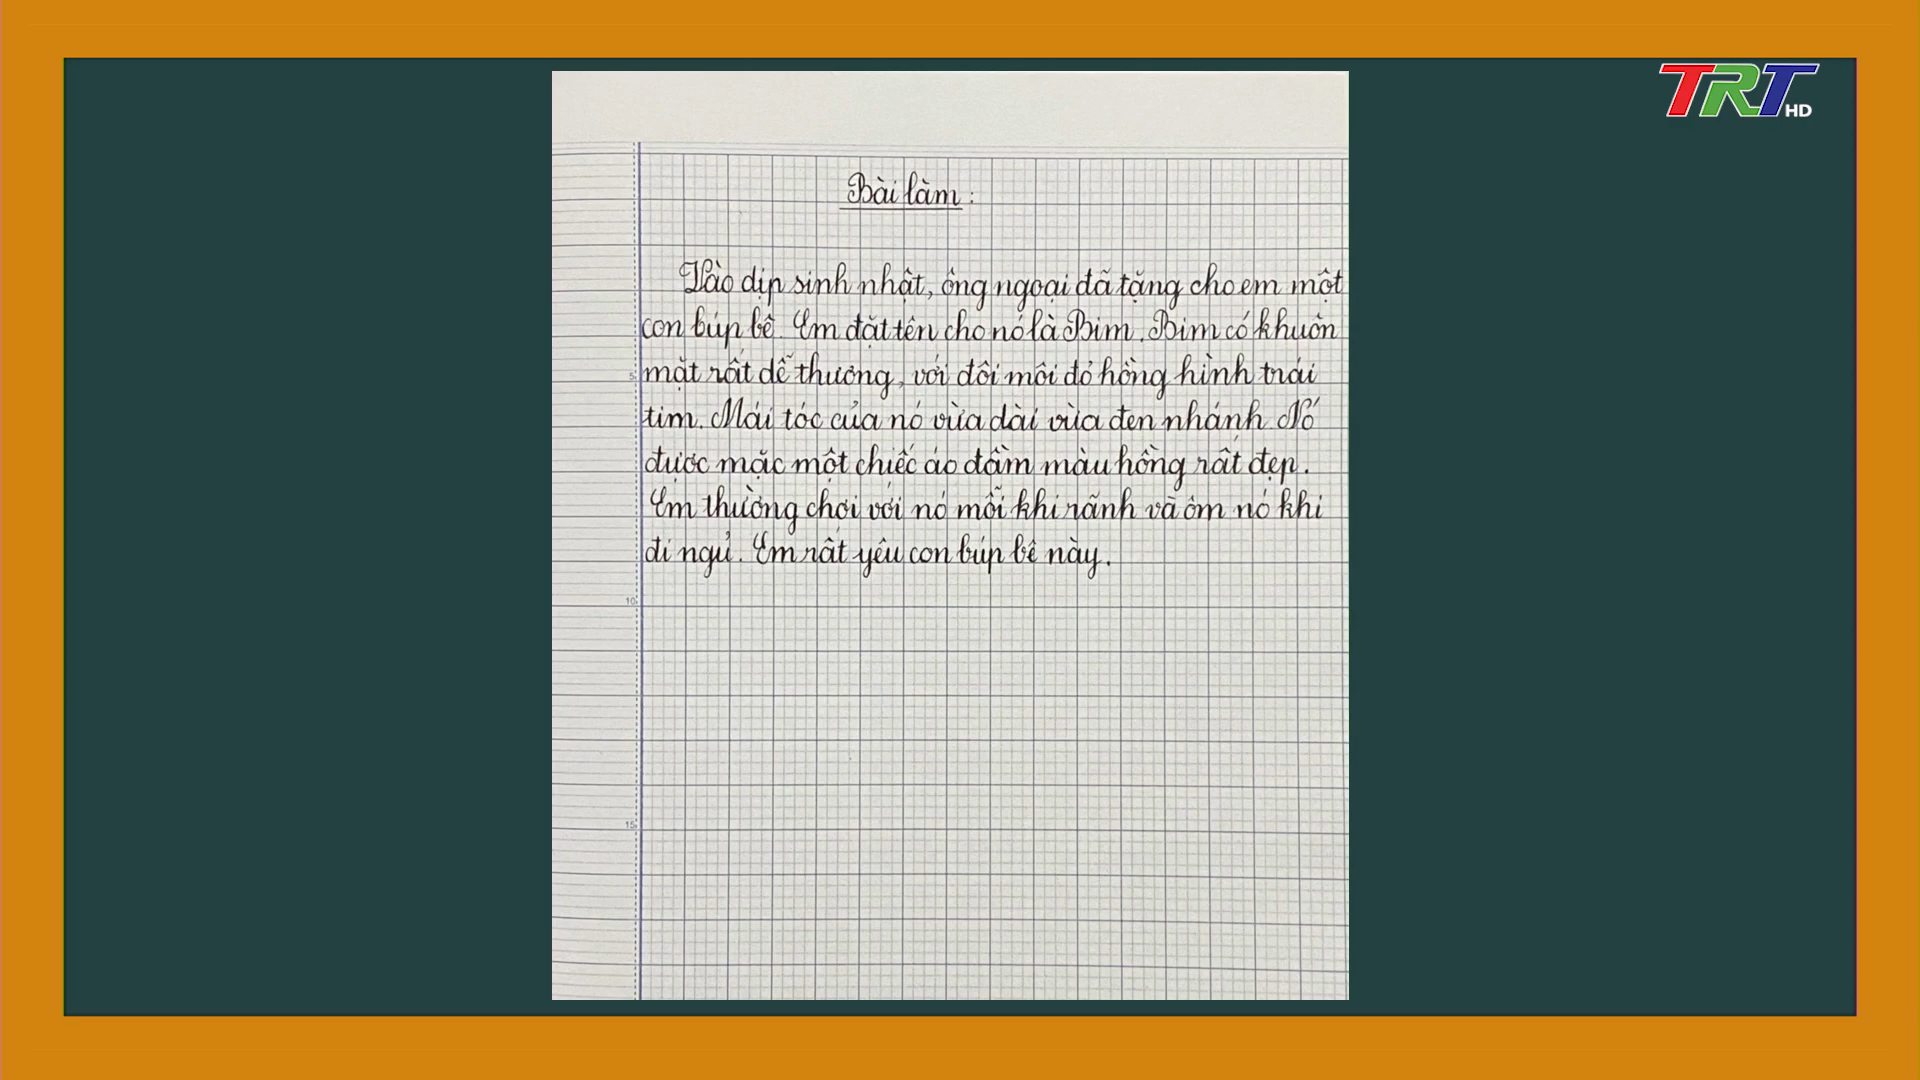 TRT HD
Bài làm:
Vào dịp sinh nhật, ông ngoại đã tặng cho em một
con búp bê. Em đặt tên cho nó là Bim. Bim có khuôn
mặt rất dễ thương, với đôi môi đỏ hồng hình trái
5
tim. Mái tóc của nó vừa dài vừa đen nhánh. Nó
được mặc một chiếc áo đầm màu hồng rất đẹp.
Em thường chơi với nó mỗi khi rãnh và ôm nó khi
đi ngủ. Em rất yêu con búp bê này.
10
15